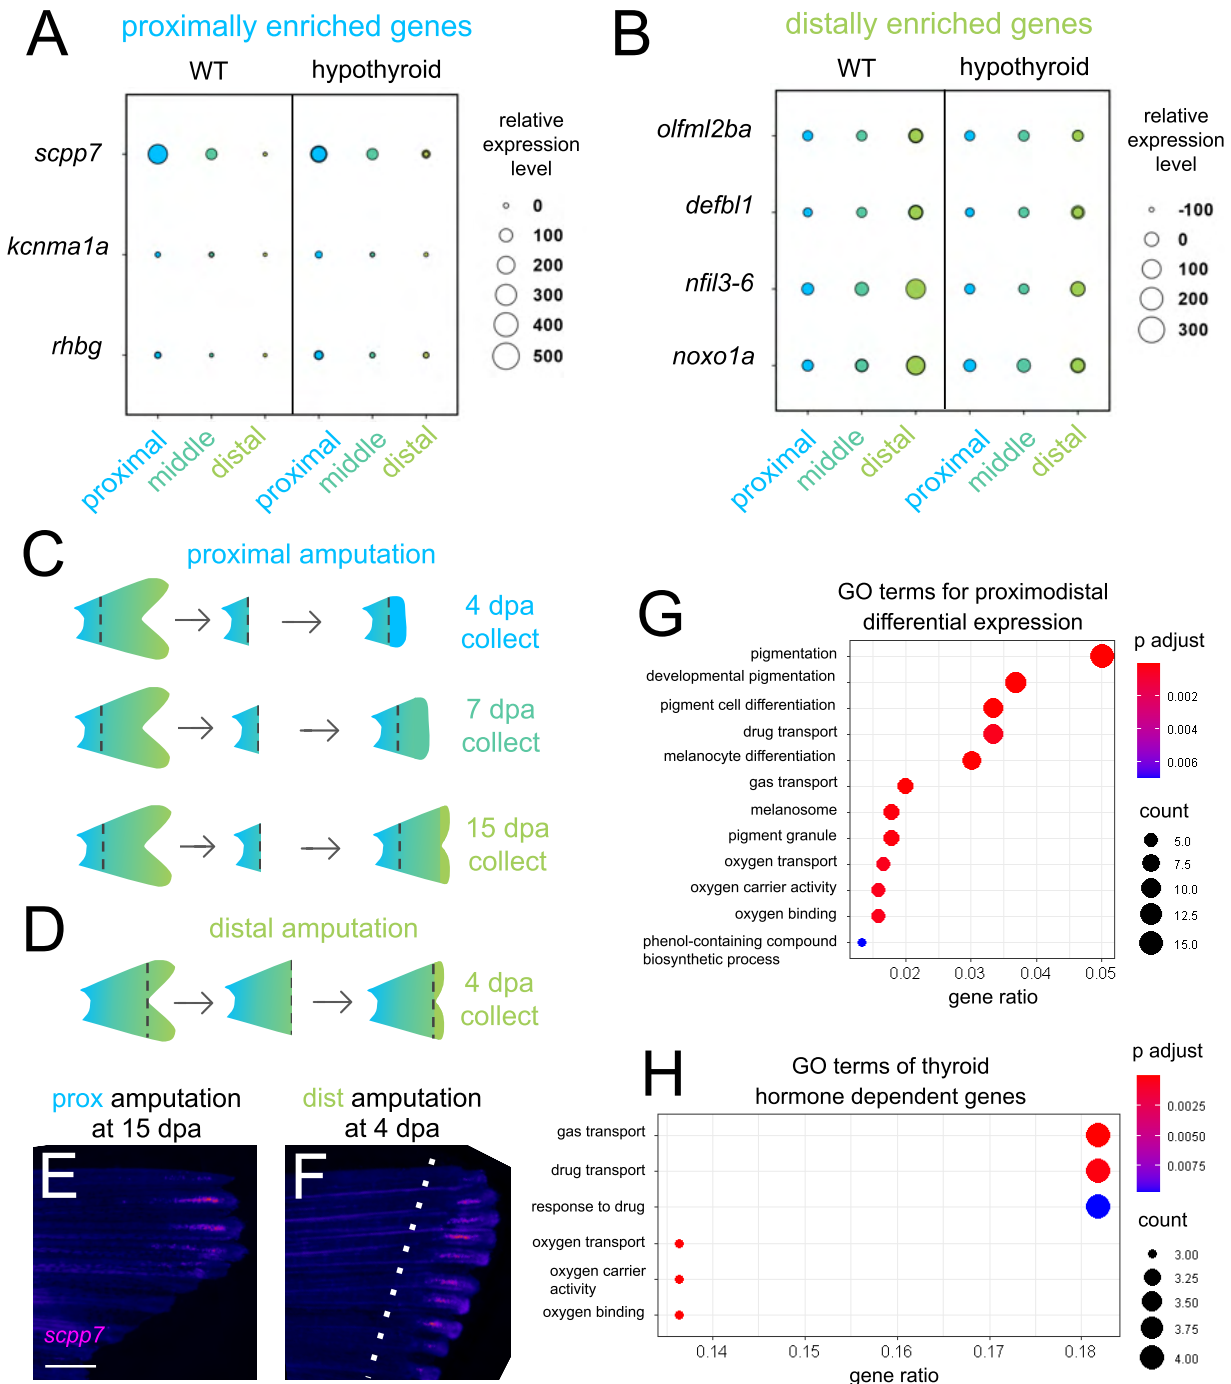 A
proximally enriched genes
WT
hypothyroid
scpp7
kcnma1a
rhbg
proximal
middle
distal
proximal
middle
distal
relative
expression
level
0
100
200
300
400
500
B
distally enriched genes
WT
hypothyroid
olfml2ba
defbl1
nfil3-6
noxo1a
proximal
middle
distal
proximal
middle
distal
relative
expression
level
-100
0
100
200
300
C
proximal amputation
4 dpa
collect
7 dpa
collect
15 dpa
collect
D
distal amputation
4 dpa
collect
prox amputation
at 15 dpa
E
scpp7
dist amputation
at 4 dpa
F
G
GO terms for proximodistal
differential expression
pigmentation
developmental pigmentation
pigment cell differentiation
drug transport
melanocyte differentiation
gas transport
melanosome
pigment granule
oxygen transport
oxygen carrier activity
oxygen binding
phenol-containing compound
biosynthetic process
0.02
0.03
0.04
0.05
gene ratio
p adjust
0.002
0.004
0.006
count
5.0
7.5
10.0
12.5
15.0
H
GO terms of thyroid
hormone dependent genes
gas transport
drug transport
response to drug
oxygen transport
oxygen carrier
activity
oxygen binding
0.14
0.15
0.16
0.17
0.18
gene ratio
p adjust
0.0025
0.0050
0.0075
count
3.00
3.25
3.50
3.75
4.00